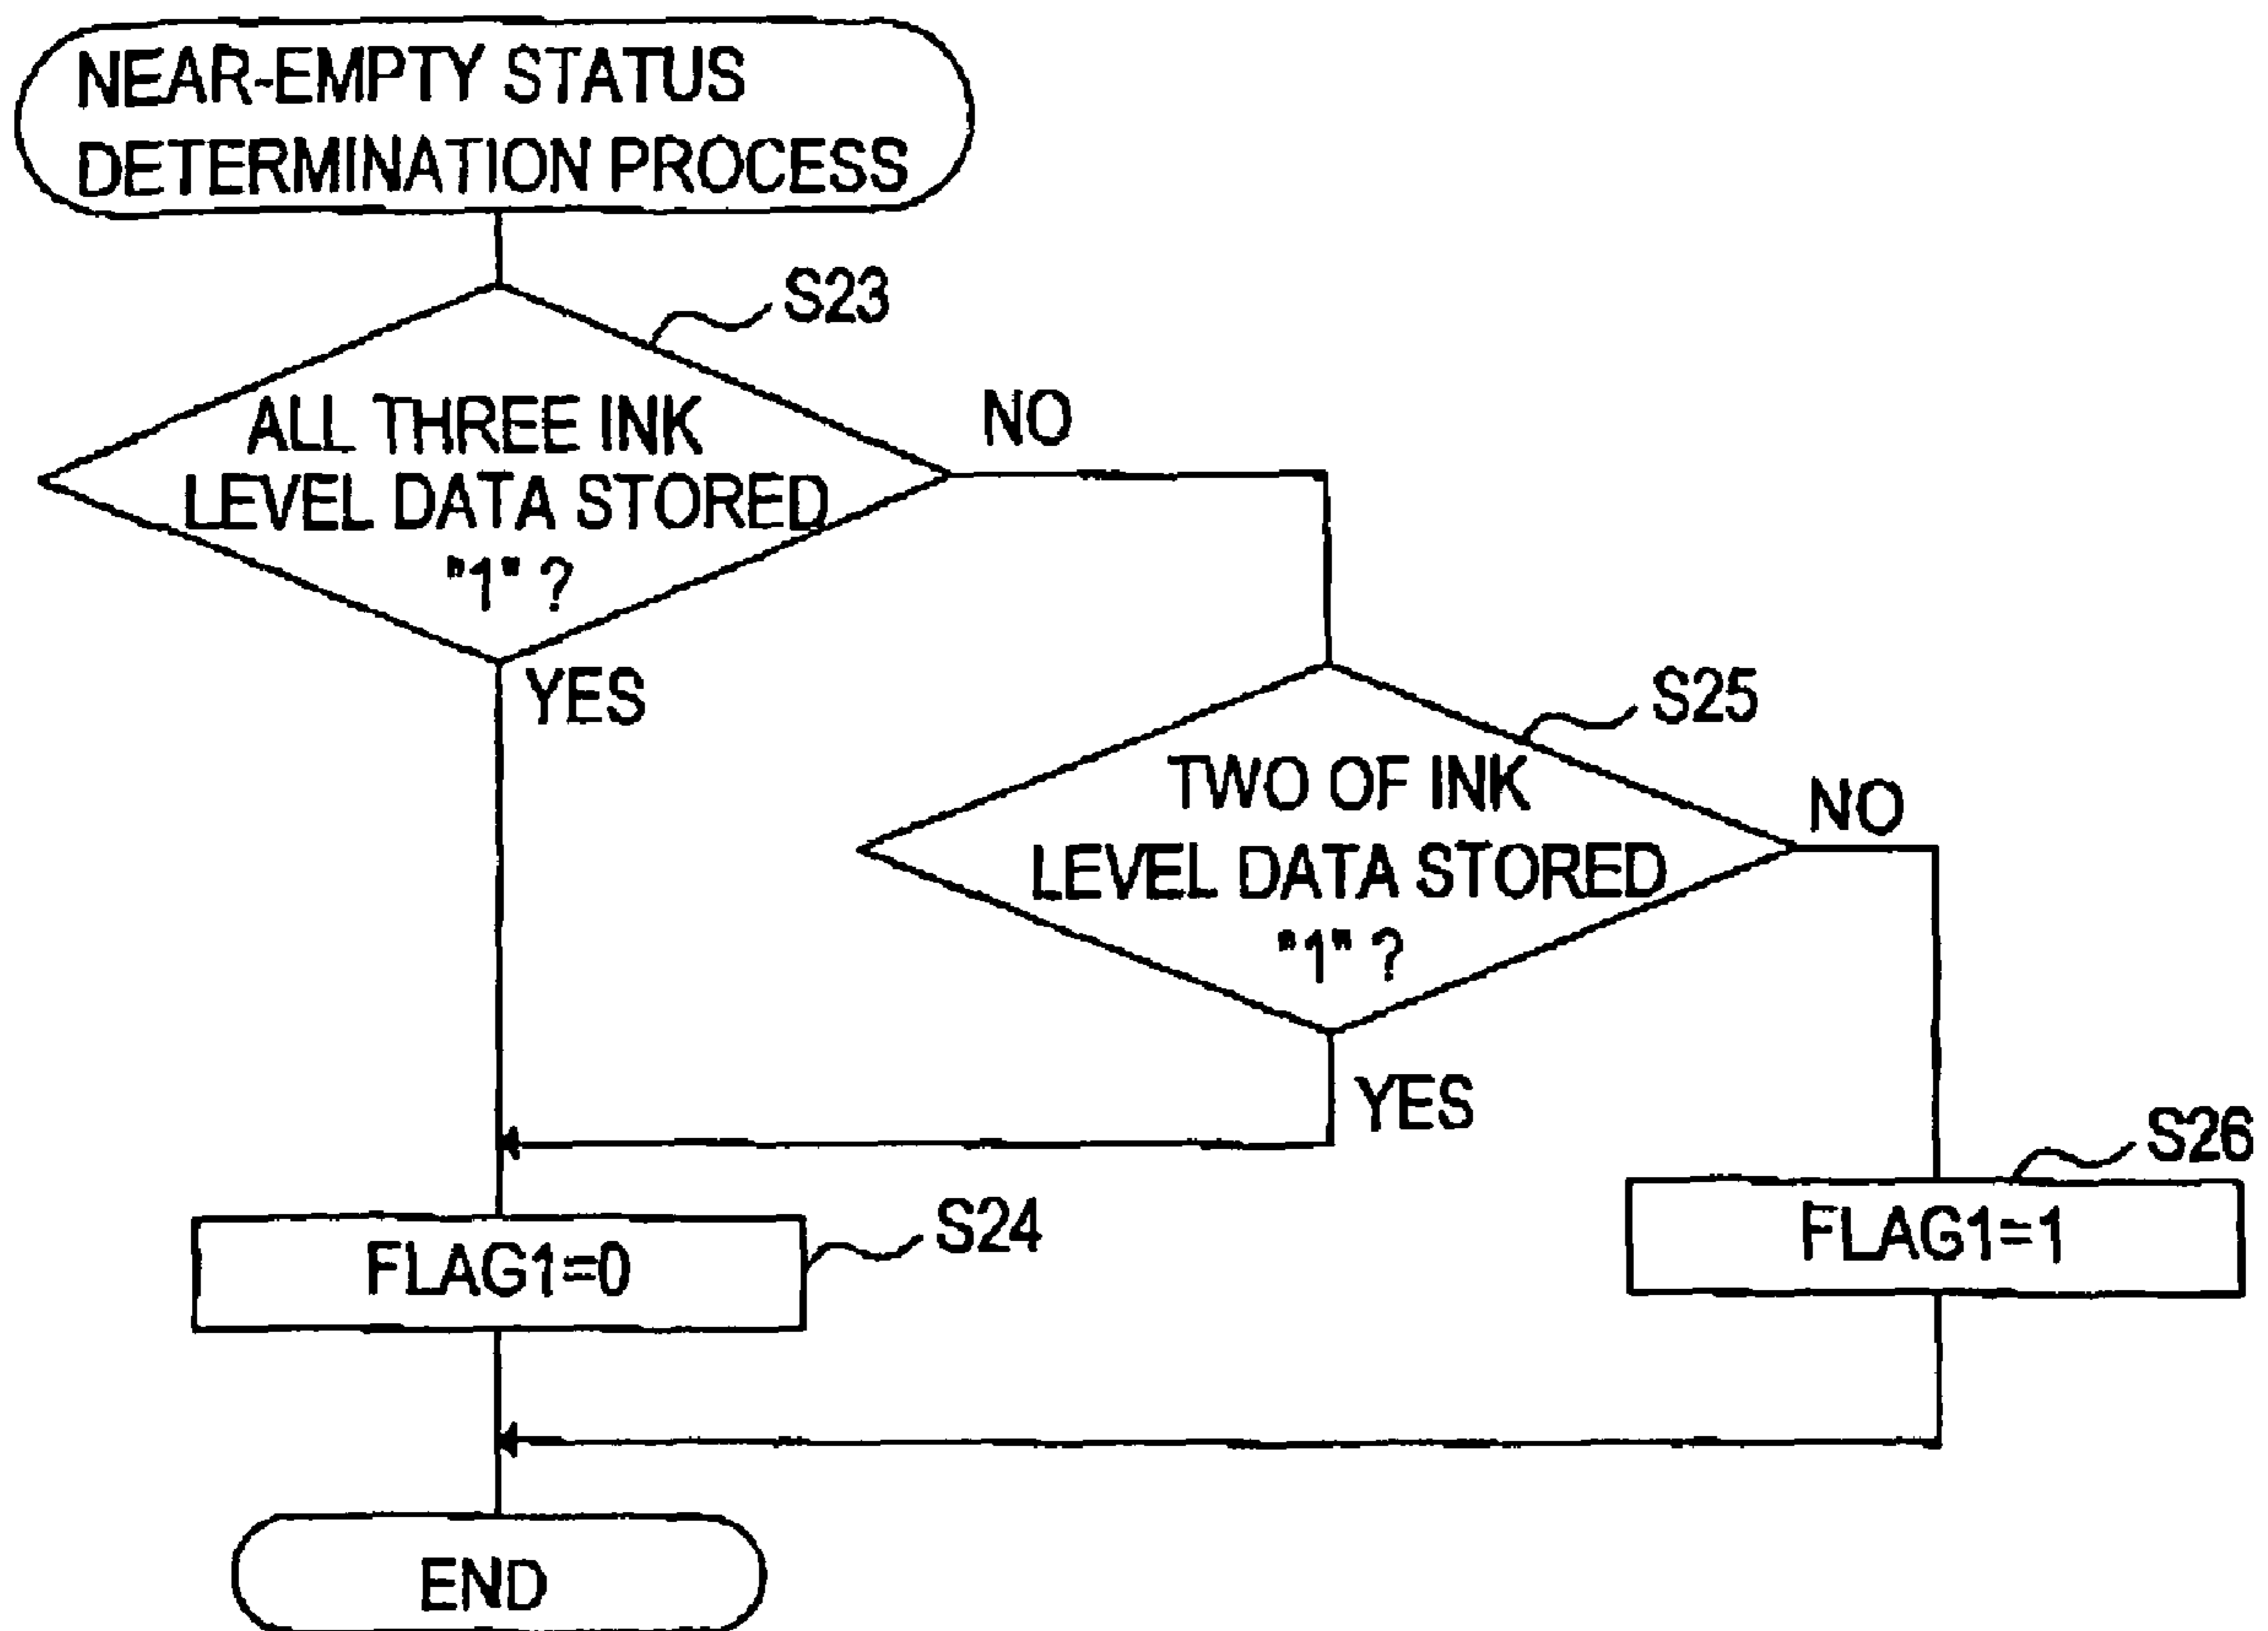 NEAR-EMPTY STATUS
DETERMINATION PROCESS
S23
ALL THREE INK
LEVEL DATA STORED
"1" ?
NO
YES
S25
TWO OF INK
LEVEL DATA STORED
"1" ?
NO
YES
S26
FLAG1=1
S24
FLAG1=0
END